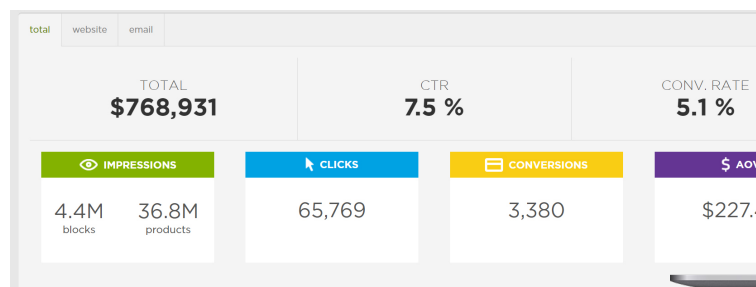 total website email
TOTAL CTR CONV. RATE
$768,931 7.5 % 5.1 %
IMPRESSIONS CLICKS CONVERSIONS $
4.4M 36.8M 65,769 3,380 $227.
blocks products